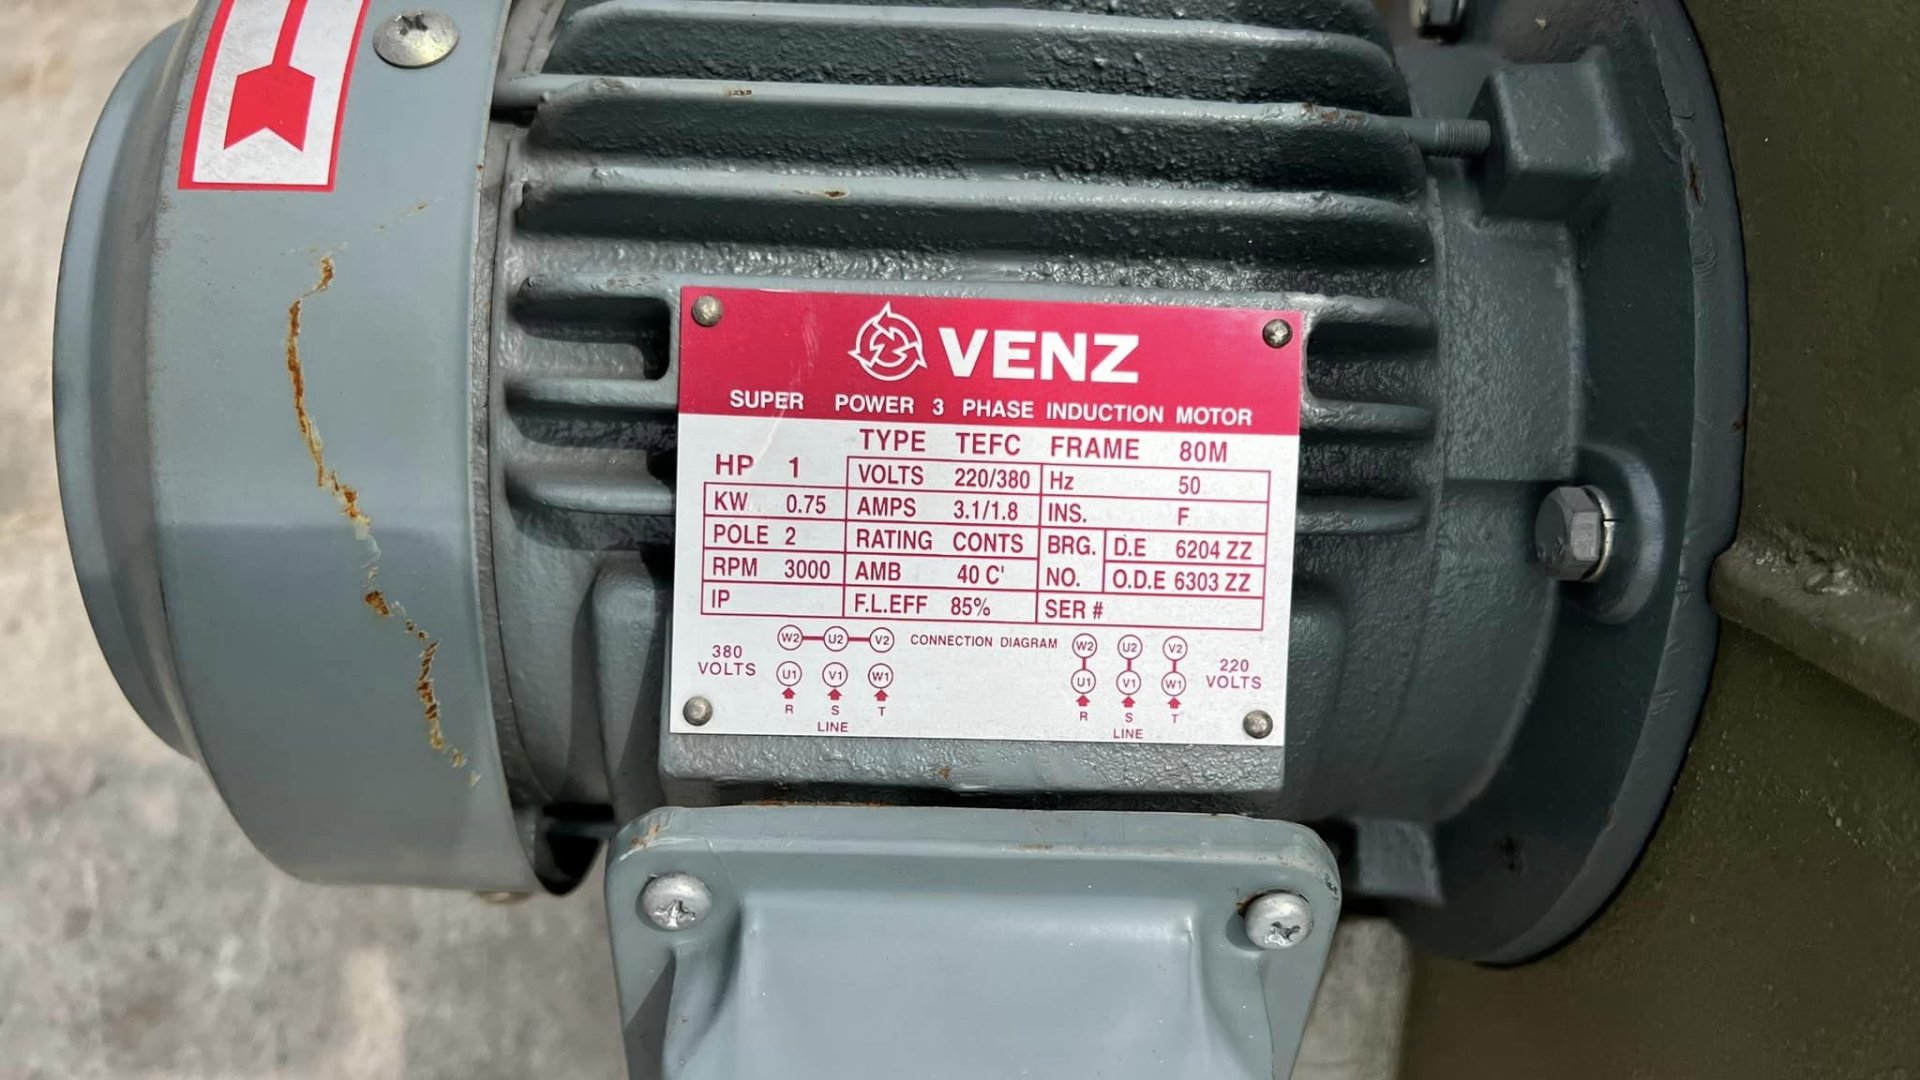 VENZ
SUPER POWER 3 PHASE INDUCTION MOTOR
TYPE TEFC FRAME 80M
HP 1 VOLTS 220/380 Hz 50
KW 0.75 AMPS 3.1/1.8 INS. F
POLE 2 RATING CONTS BRG. D.E 6204 ZZ
RPM 3000 AMB 40 C' NO. O.D.E 6303 ZZ
IP F.L.EFF 85% SER #
W2 U2 V2 CONNECTION DIAGRAM W2 U2 V2
380 VOLTS U1 V1 W1 U1 V1 W1 220 VOLTS
R S T R S T
LINE LINE